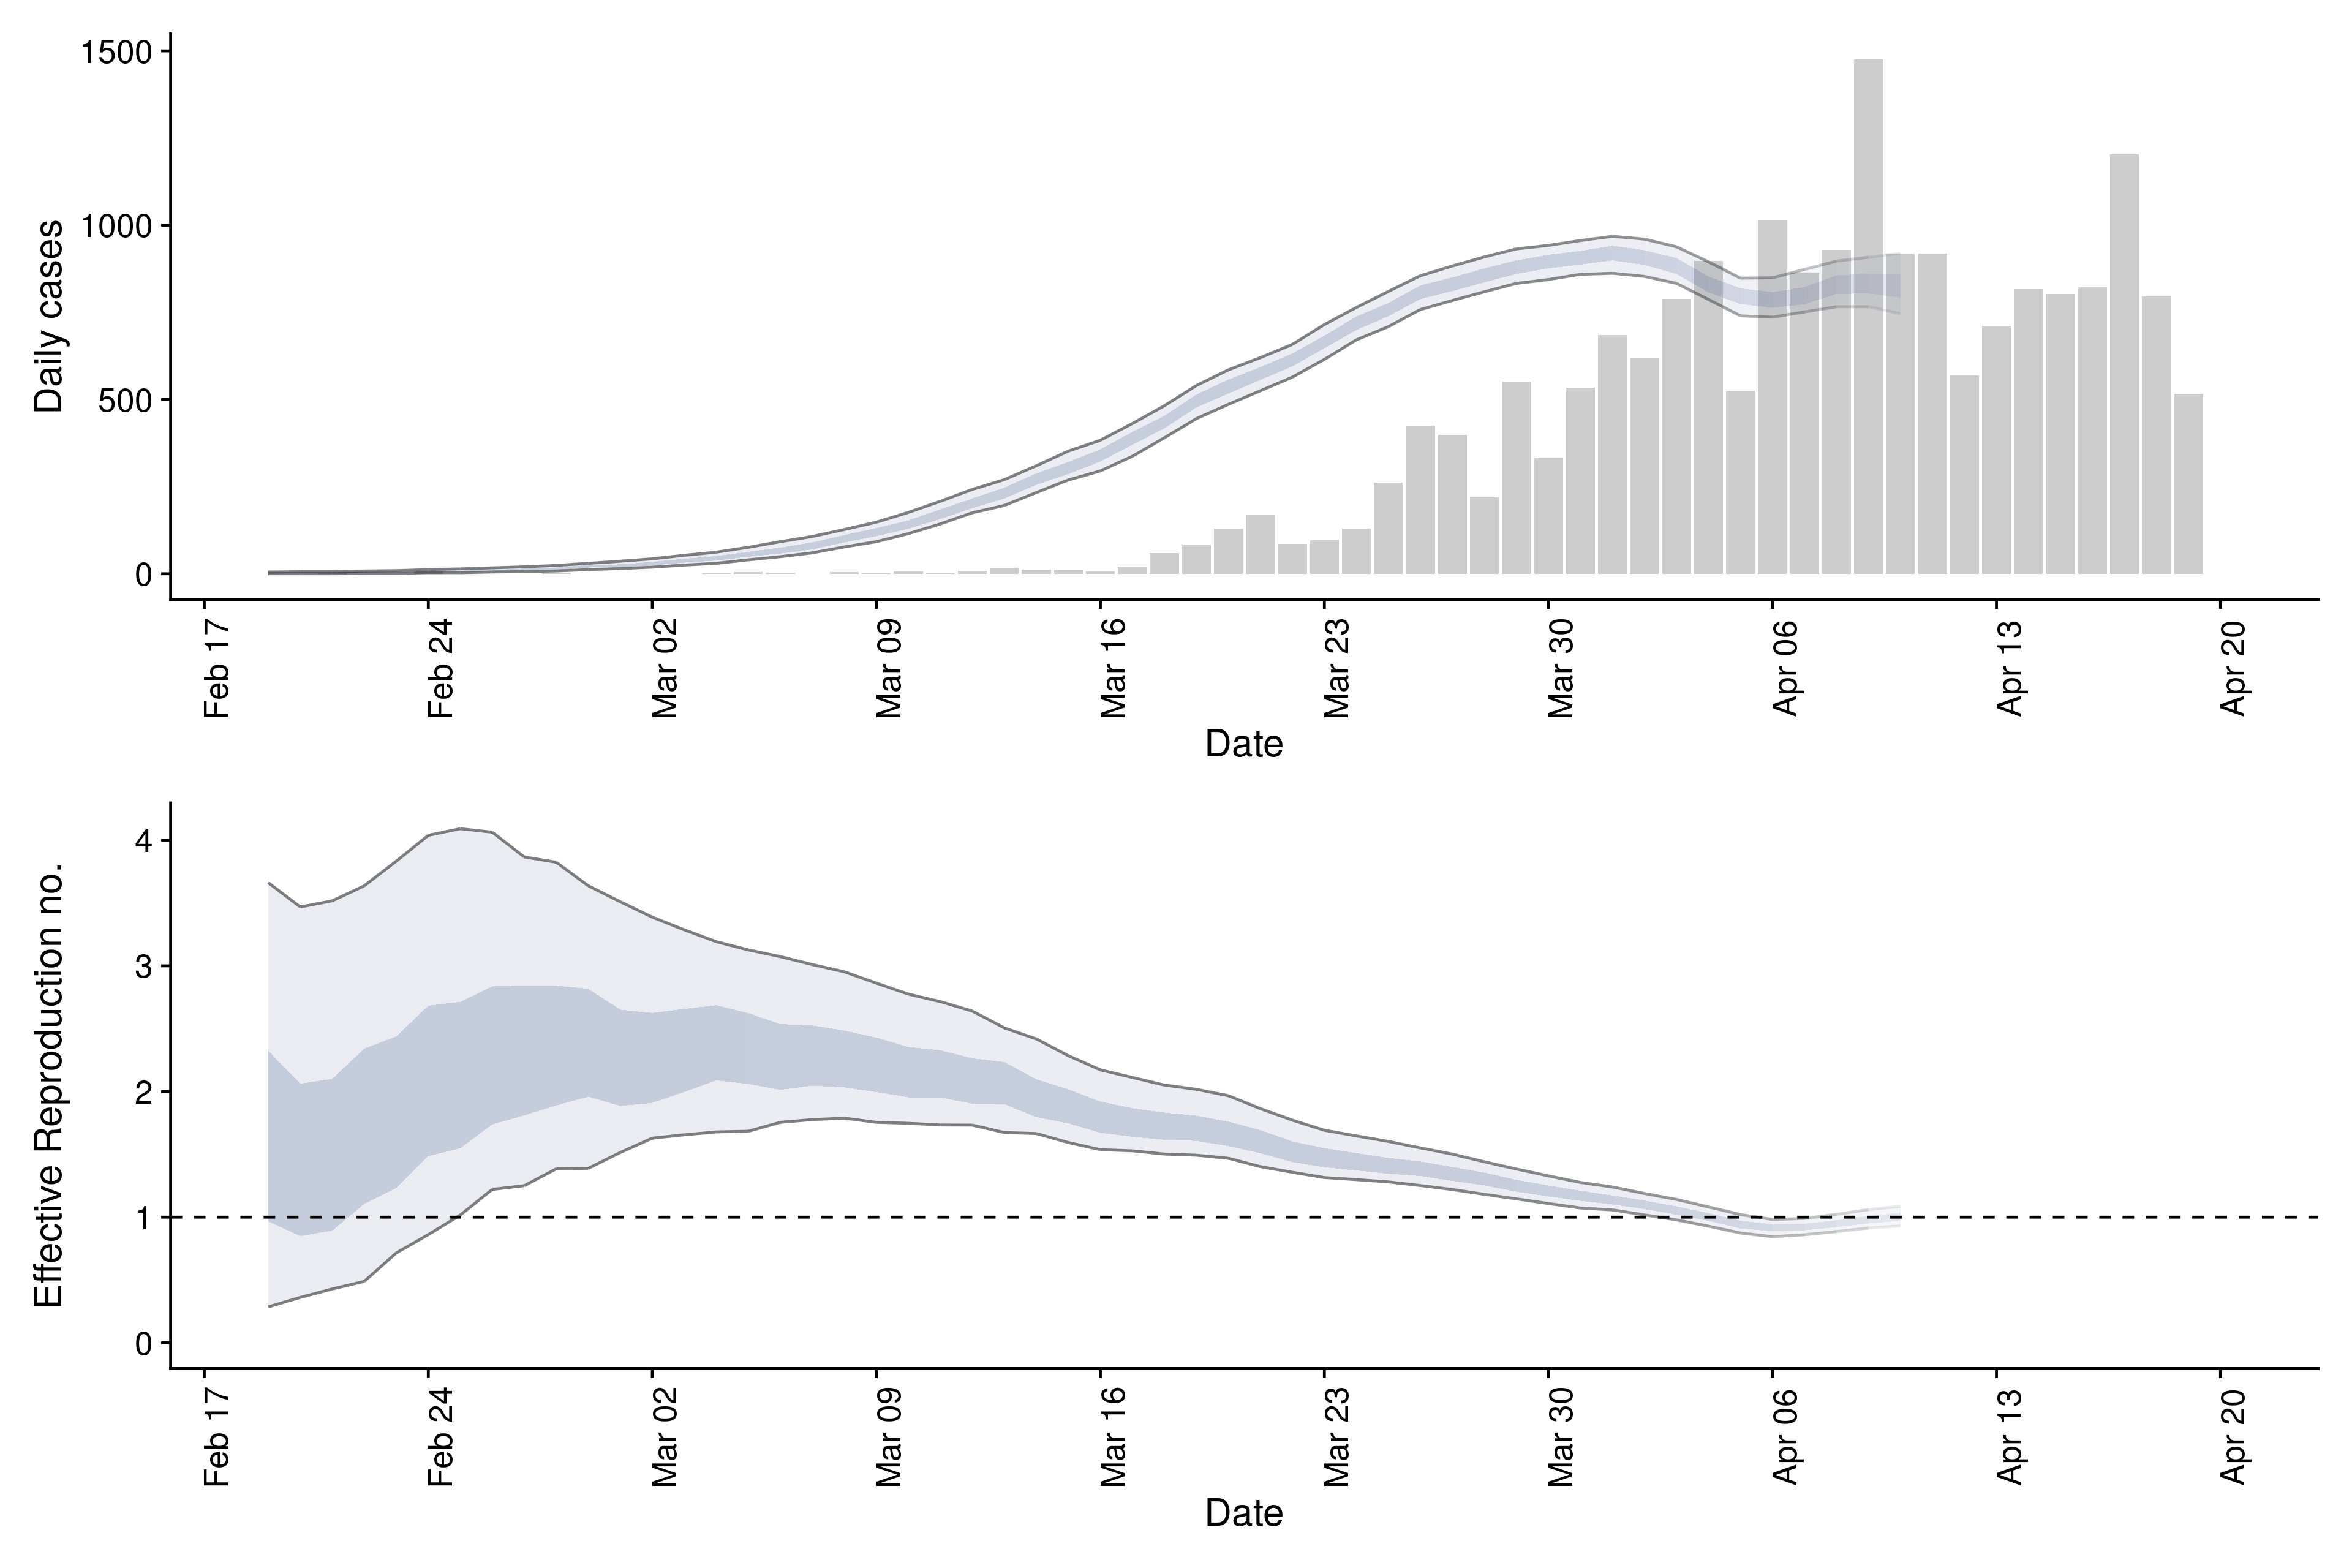 1500
1000
500
0
Daily cases
Feb 17
Feb 24
Mar 02
Mar 09
Mar 16
Mar 23
Mar 30
Apr 06
Apr 13
Apr 20
Date
4
3
2
1
0
Effective Reproduction no.
Feb 17
Feb 24
Mar 02
Mar 09
Mar 16
Mar 23
Mar 30
Apr 06
Apr 13
Apr 20
Date